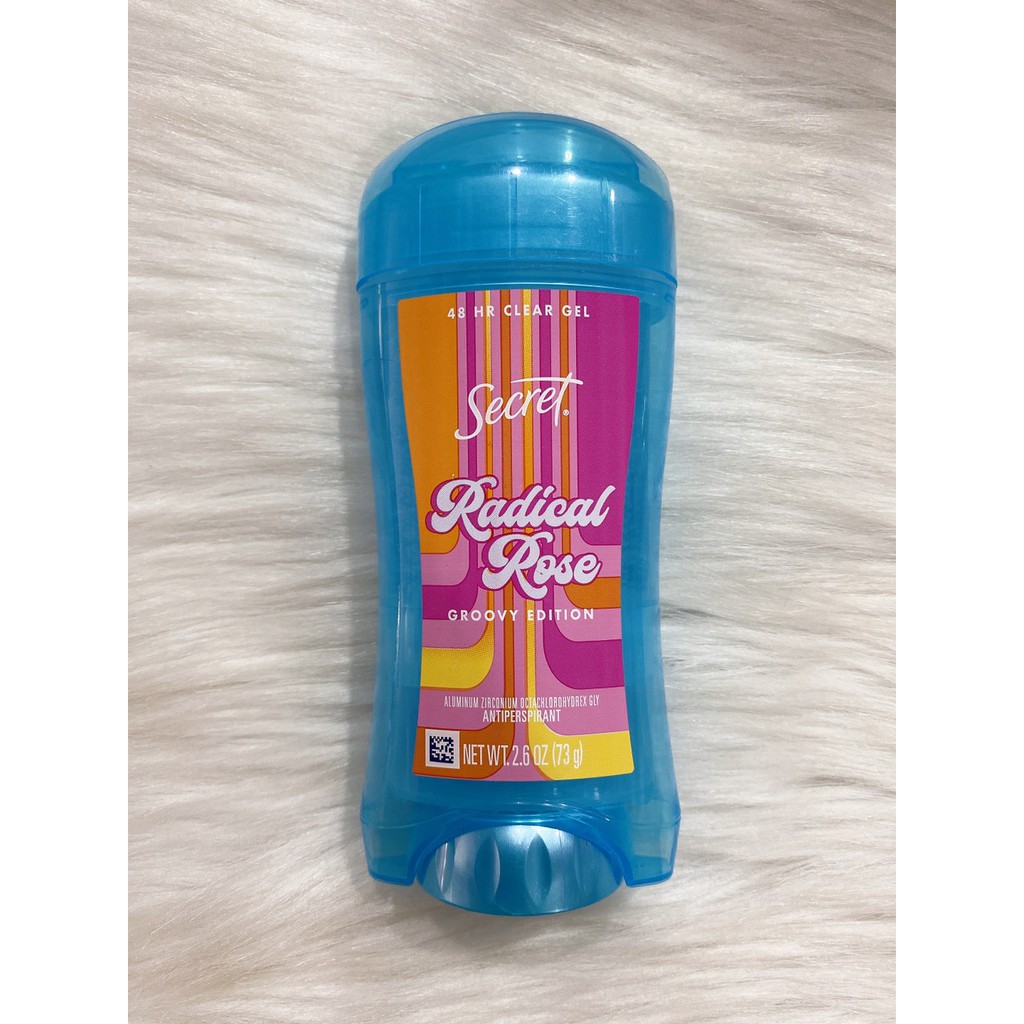 48 HR CLEAR GEL
Secret®
Radical
Rose
GROOVY EDITION
ALUMINUM ZIRCONIUM OCTACHLOROHYDREX GLY
ANTIPERSPIRANT
NET WT. 2.6 OZ (73 g)